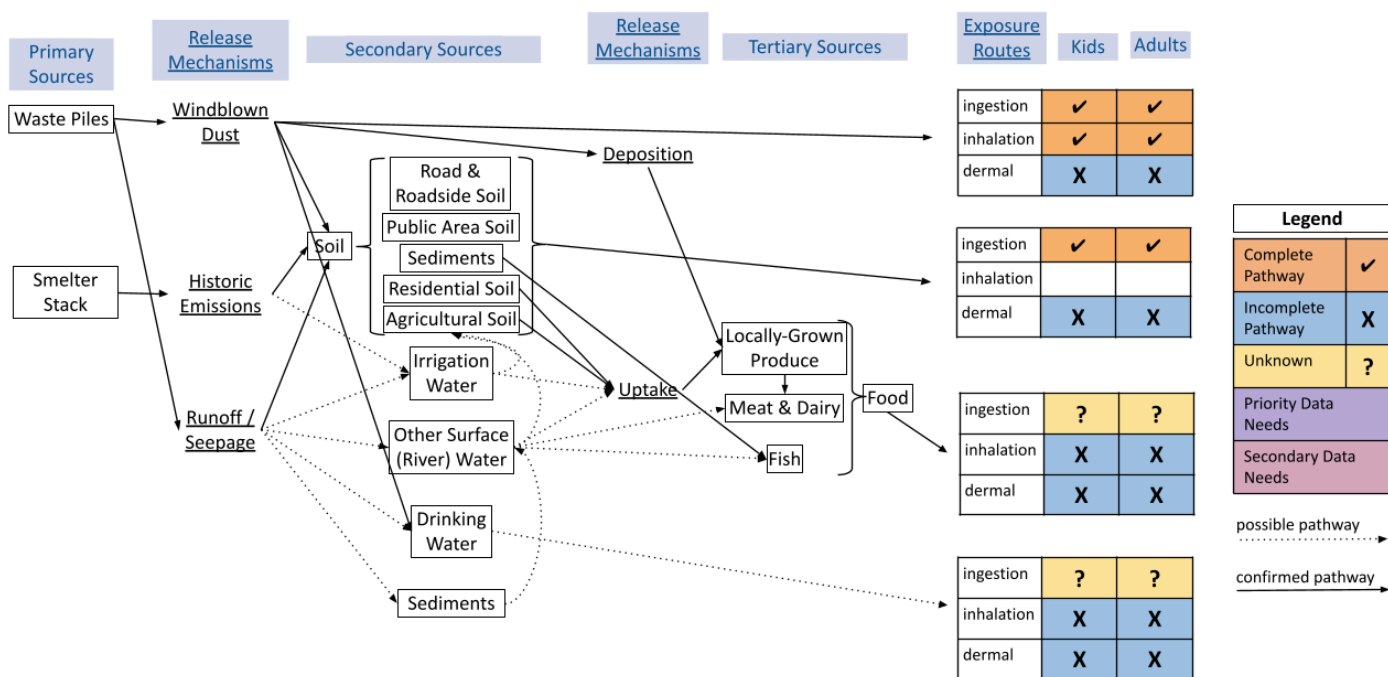 Primary
Sources
Release
Mechanisms
Secondary Sources
Release
Mechanisms
Tertiary Sources
Exposure
Routes
Kids
Adults
Waste Piles
Smelter
Stack
Windblown
Dust
Historic
Emissions
Runoff /
Seepage
Soil
Road &
Roadside Soil
Public Area Soil
Sediments
Residential Soil
Agricultural Soil
Irrigation
Water
Other Surface
(River) Water
Drinking
Water
Sediments
Deposition
Uptake
Locally-Grown
Produce
Meat & Dairy
Fish
Food
ingestion ✔ ✔
inhalation ✔ ✔
dermal X X
ingestion ✔ ✔
inhalation
dermal X X
ingestion ? ?
inhalation X X
dermal X X
ingestion ? ?
inhalation X X
dermal X X
Legend
Complete
Pathway ✔
Incomplete
Pathway X
Unknown ?
Priority Data
Needs
Secondary Data
Needs
possible pathway
confirmed pathway